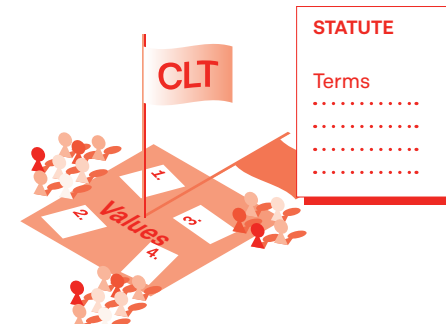 STATUTE
Terms
CLT
1.
2.
Values
3.
4.